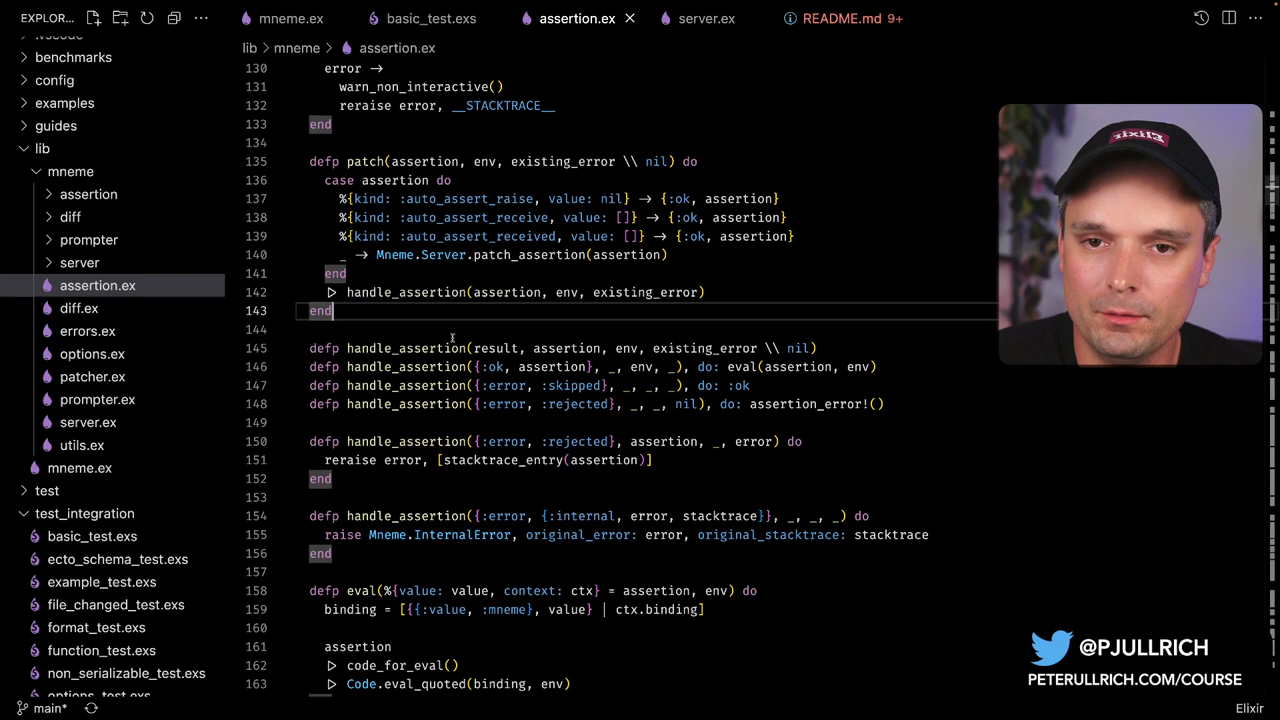 EXPLOR...
mneme.ex
basic_test.exs
assertion.ex
server.ex
README.md 9+
lib > mneme > assertion.ex
.vscode
benchmarks
config
examples
guides
lib
mneme
assertion
diff
prompter
server
assertion.ex
diff.ex
errors.ex
options.ex
patcher.ex
prompter.ex
server.ex
utils.ex
mneme.ex
test
test_integration
basic_test.exs
ecto_schema_test.exs
example_test.exs
file_changed_test.exs
format_test.exs
function_test.exs
non_serializable_test.exs
options_test.exs
130 error ->
131 warn_non_interactive()
132 reraise error, __STACKTRACE__
133 end
134
135 defp patch(assertion, env, existing_error \\ nil) do
136 case assertion do
137 %{kind: :auto_assert_raise, value: nil} -> {:ok, assertion}
138 %{kind: :auto_assert_receive, value: []} -> {:ok, assertion}
139 %{kind: :auto_assert_received, value: []} -> {:ok, assertion}
140 _ -> Mneme.Server.patch_assertion(assertion)
141 end
142 |> handle_assertion(assertion, env, existing_error)
143 end
144
145 defp handle_assertion(result, assertion, env, existing_error \\ nil)
146 defp handle_assertion({:ok, assertion}, _, env, _), do: eval(assertion, env)
147 defp handle_assertion({:error, :skipped}, _, _, _), do: :ok
148 defp handle_assertion({:error, :rejected}, _, _, nil), do: assertion_error!()
149
150 defp handle_assertion({:error, :rejected}, assertion, _, error) do
151 reraise error, [stacktrace_entry(assertion)]
152 end
153
154 defp handle_assertion({:error, {:internal, error, stacktrace}}, _, _, _) do
155 raise Mneme.InternalError, original_error: error, original_stacktrace: stacktrace
156 end
157
158 defp eval(%{value: value, context: ctx} = assertion, env) do
159 binding = [{{:value, :mneme}, value} | ctx.binding]
160
161 assertion
162 |> code_for_eval()
163 |> Code.eval_quoted(binding, env)
elixir
@PJULLRICH
PETERULLRICH.COM/COURSE
main*
Elixir